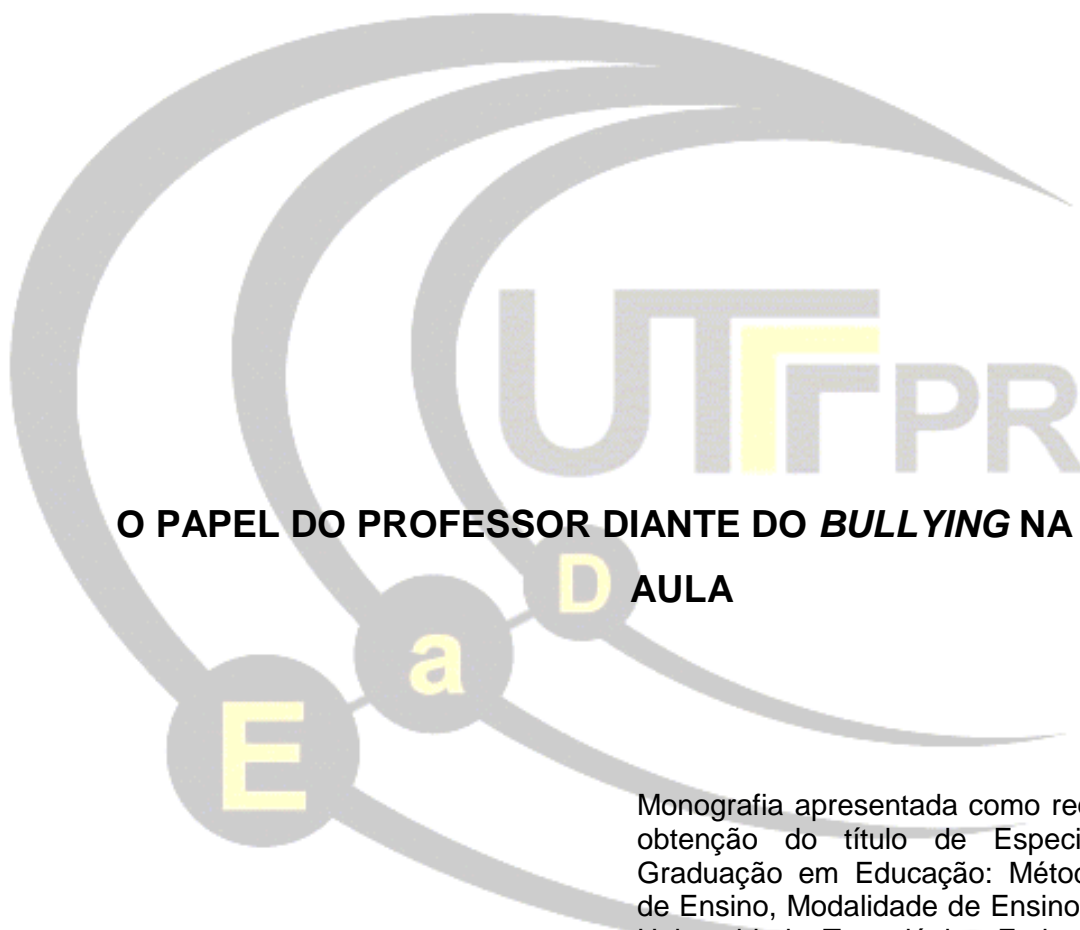 UTFPR
O PAPEL DO PROFESSOR DIANTE DO BULLYING NA
AULA
E a D
Monografia apresentada como
obtenção do título de
Graduação em Educação:
de Ensino, Modalidade de Ensino